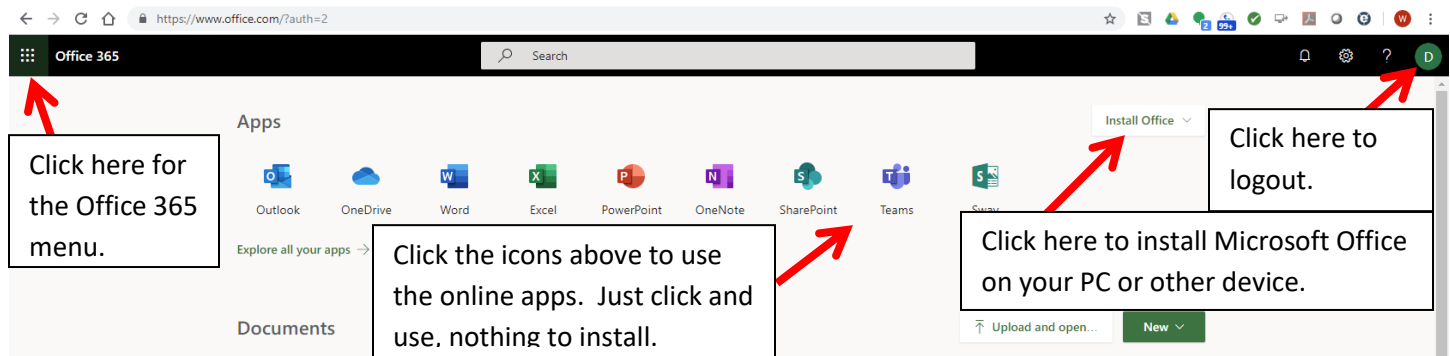 https://www.office.com/?auth=2
2
99+
W
Office 365
Search
?
D
Apps
Install Office
Click here for
the Office 365
menu.
Click here to
logout.
Outlook OneDrive Word Excel PowerPoint OneNote SharePoint Teams Sway
Explore all your apps →
Click the icons above to use
the online apps. Just click and
use, nothing to install.
Click here to install Microsoft Office
on your PC or other device.
Documents
Upload and open...
New